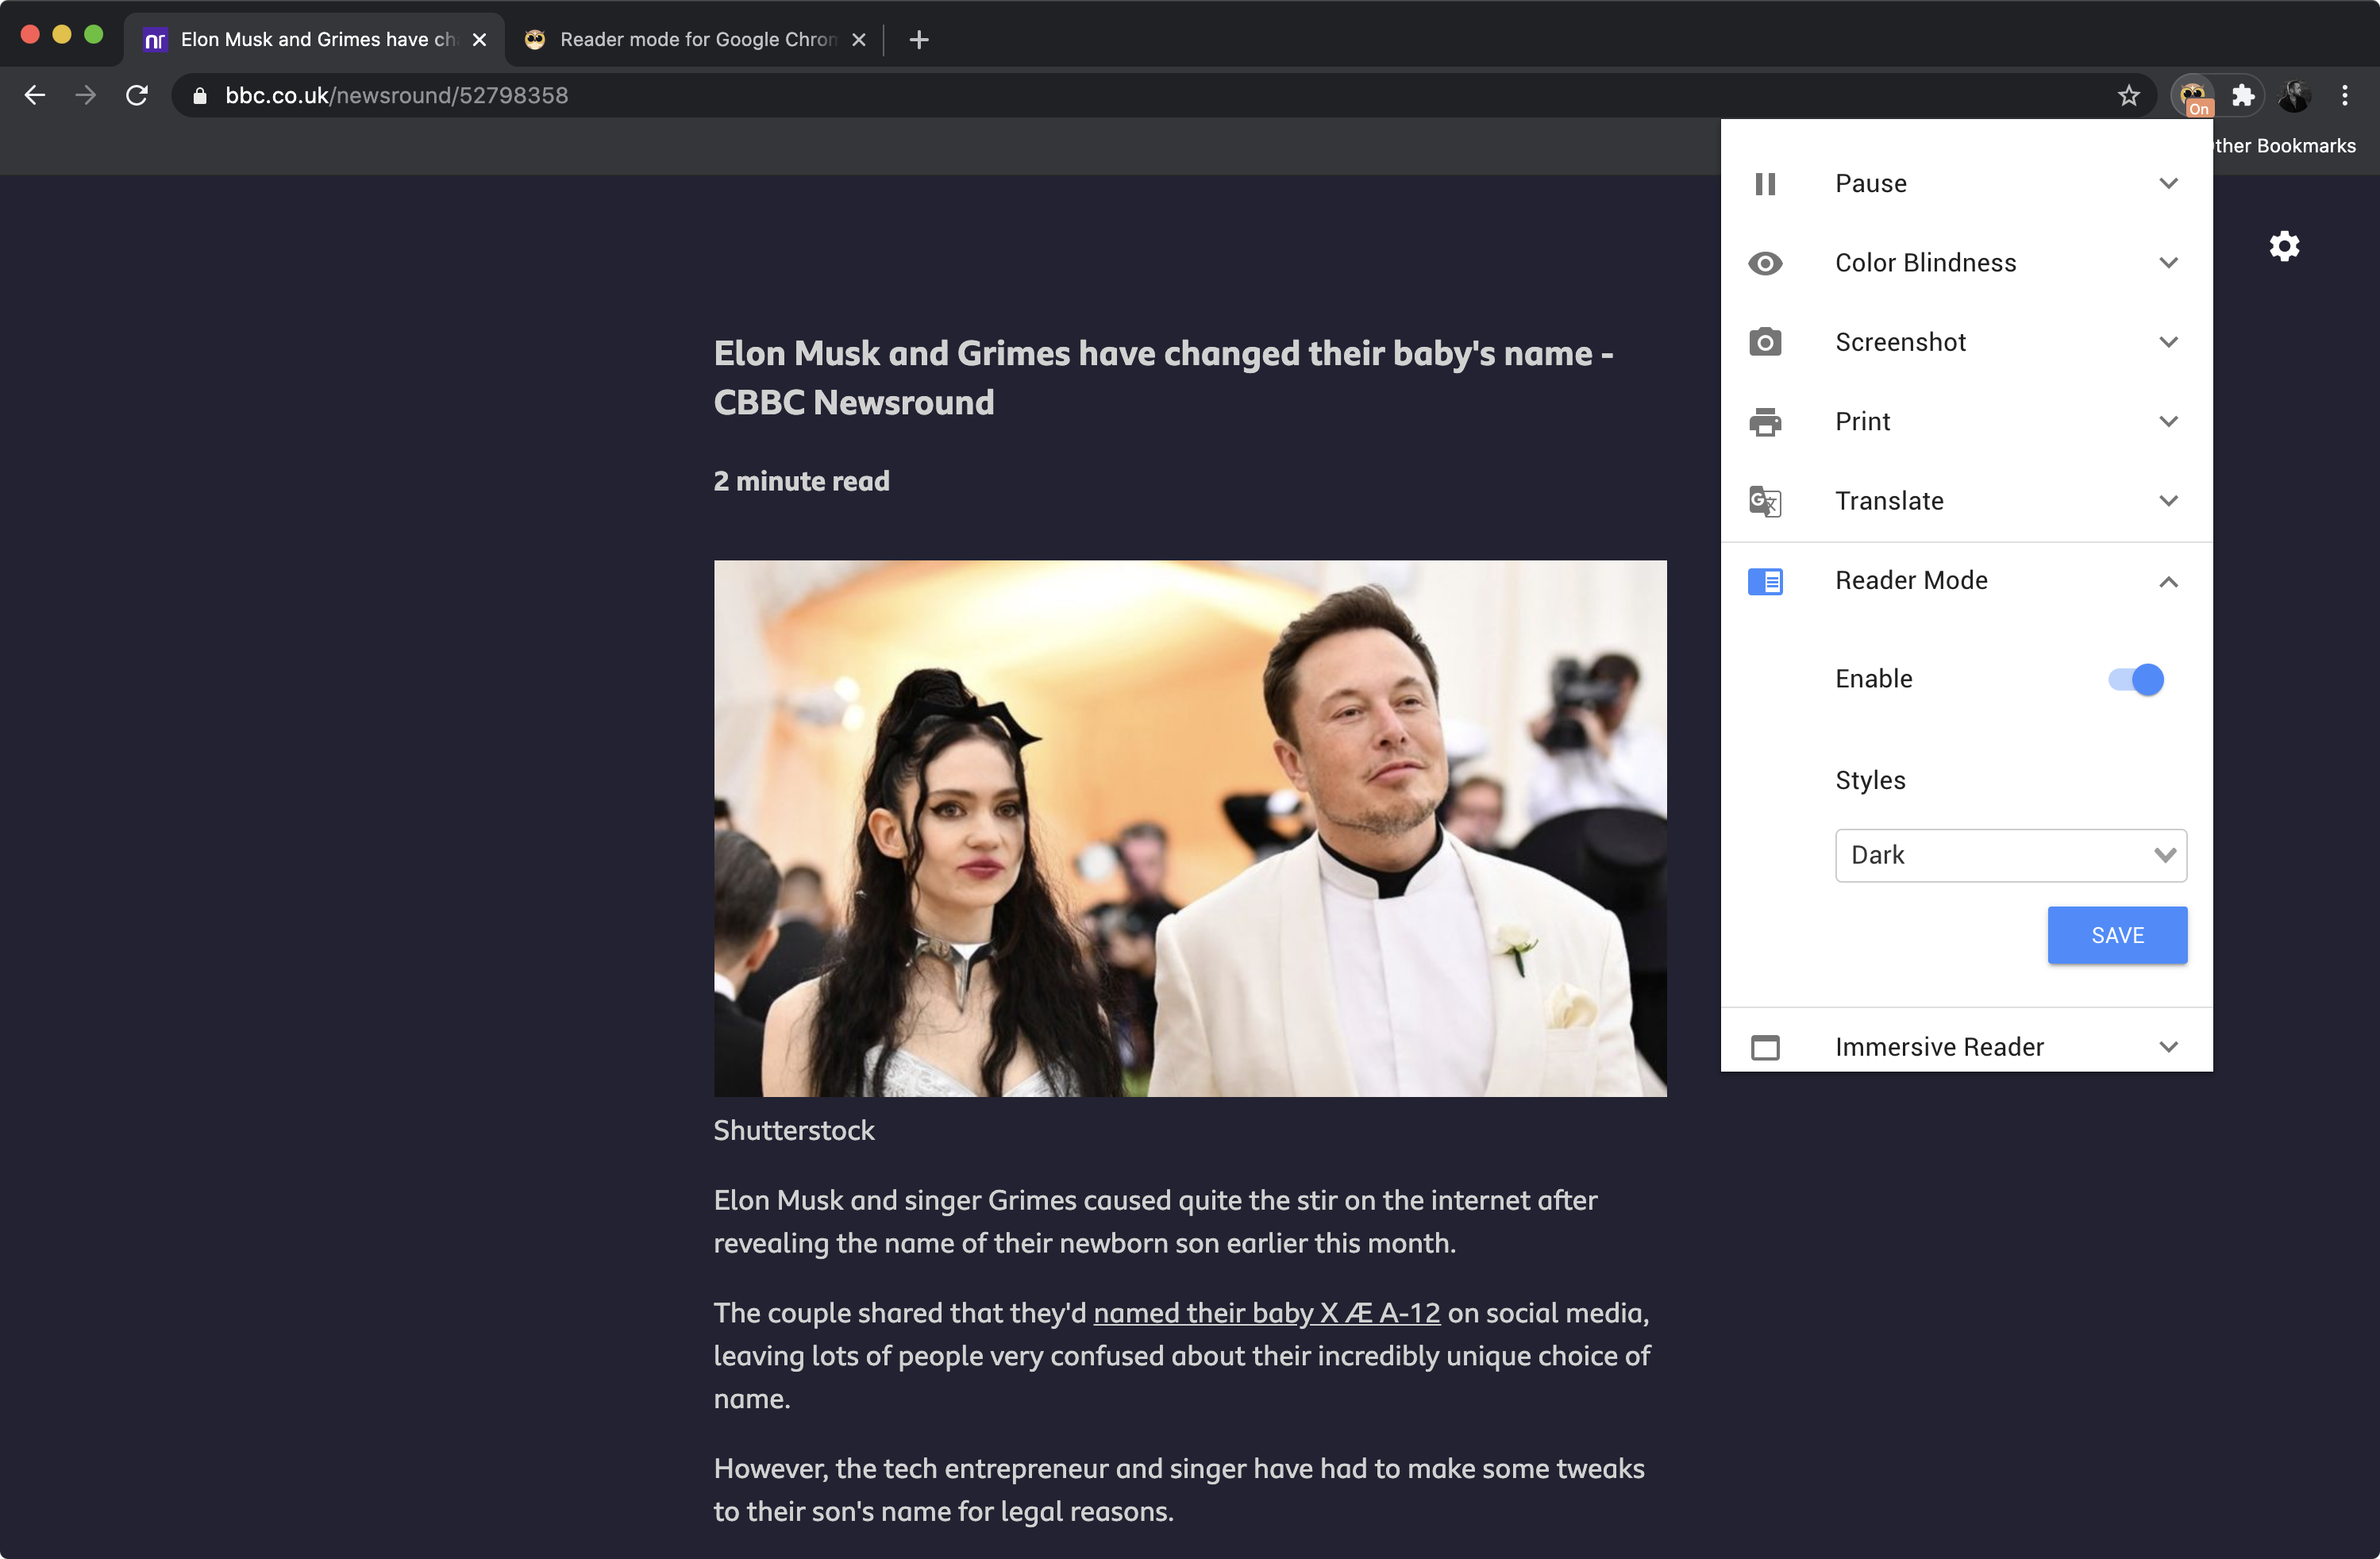 Elon Musk and Grimes have ch
Reader mode for Google Chron
bbc.co.uk/newsround/52798358
On
ther Bookmarks
Pause
Color Blindness
Screenshot
Print
Translate
Reader Mode
Enable
Styles
Dark
SAVE
Immersive Reader
Elon Musk and Grimes have changed their baby's name -
CBBC Newsround
2 minute read
Shutterstock
Elon Musk and singer Grimes caused quite the stir on the internet after
revealing the name of their newborn son earlier this month.
The couple shared that they'd named their baby X Æ A-12 on social media,
leaving lots of people very confused about their incredibly unique choice of
name.
However, the tech entrepreneur and singer have had to make some tweaks
to their son's name for legal reasons.